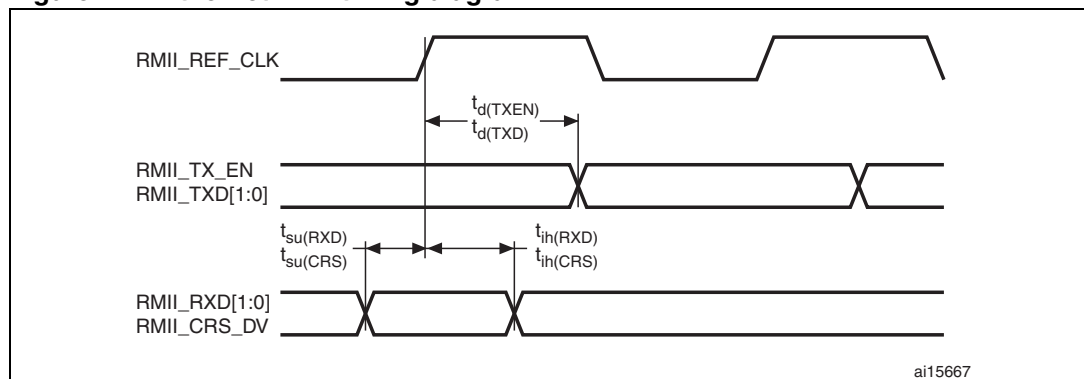 RMII_REF_CLK
td(TXEN)
td(TXD)
RMII_TX_EN
RMII_TXD[1:0]
tsu(RXD)
tsu(CRS)
tih(RXD)
tih(CRS)
RMII_RXD[1:0]
RMII_CRS_DV
ai15667